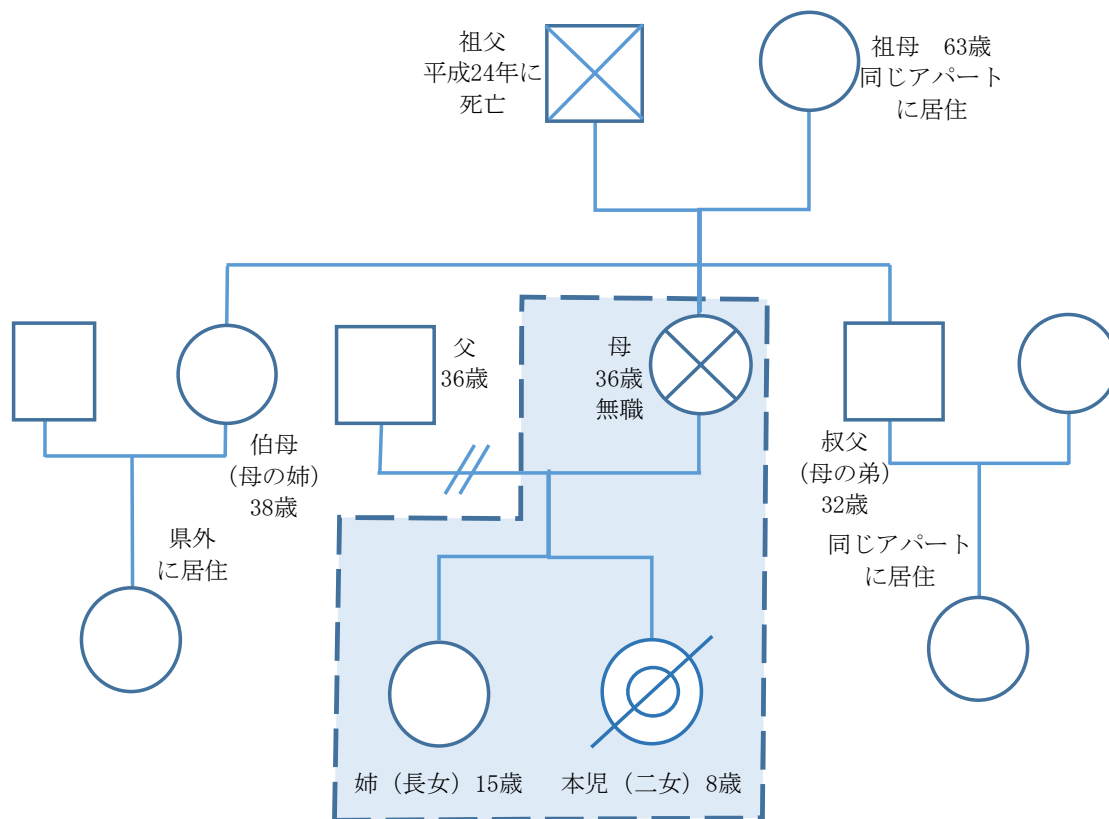 祖父
平成24年に
死亡
祖母　63歳
同じアパート
に居住
父
36歳
母
36歳
無職
伯母
(母の姉)
38歳
県外
に居住
叔父
(母の弟)
32歳
同じアパート
に居住
姉（長女）15歳
本児（二女）8歳